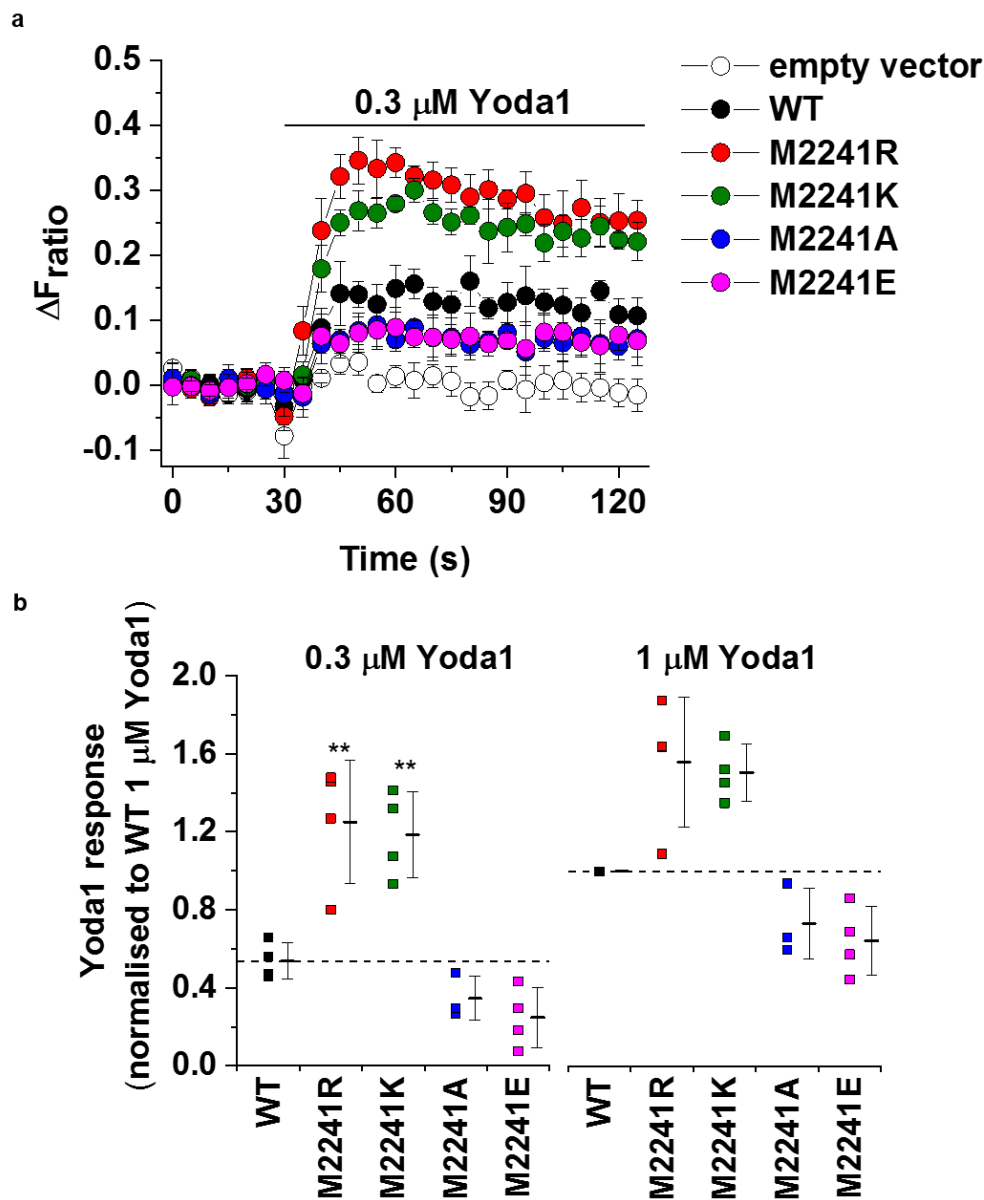 a
0.5
0.4
0.3
0.2
0.1
0.0
-0.1
ΔFratio
0.3 μM Yoda1
0
30
60
90
120
Time (s)
empty vector
WT
M2241R
M2241K
M2241A
M2241E
b
Yoda1 response
(normalised to WT 1 μM Yoda1)
0.3 μM Yoda1
1 μM Yoda1
2.0
1.6
1.2
0.8
0.4
0.0
**
**
WT
M2241R
M2241K
M2241A
M2241E
WT
M2241R
M2241K
M2241A
M2241E